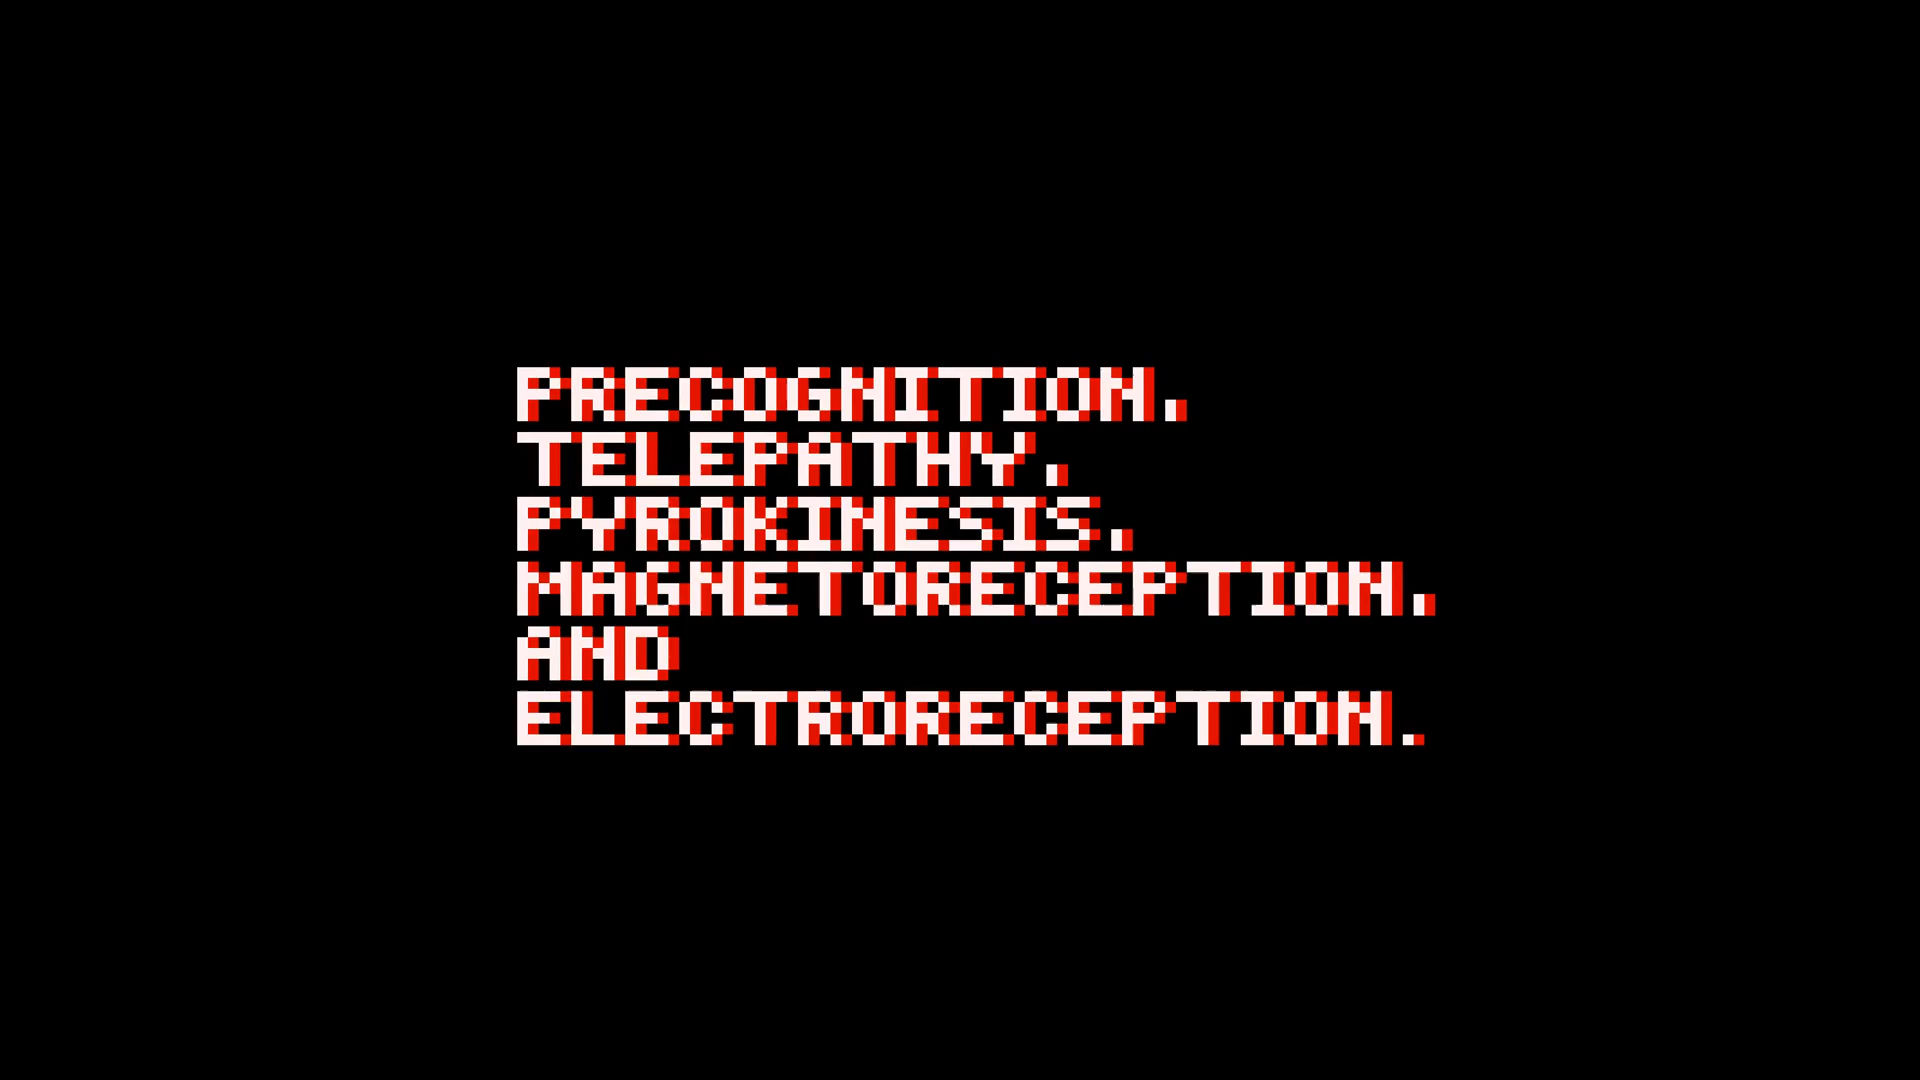 PRECOGNITION,
TELEPATHY,
PYROKINESIS,
MAGNETORECEPTION,
AND
ELECTRORECEPTION.